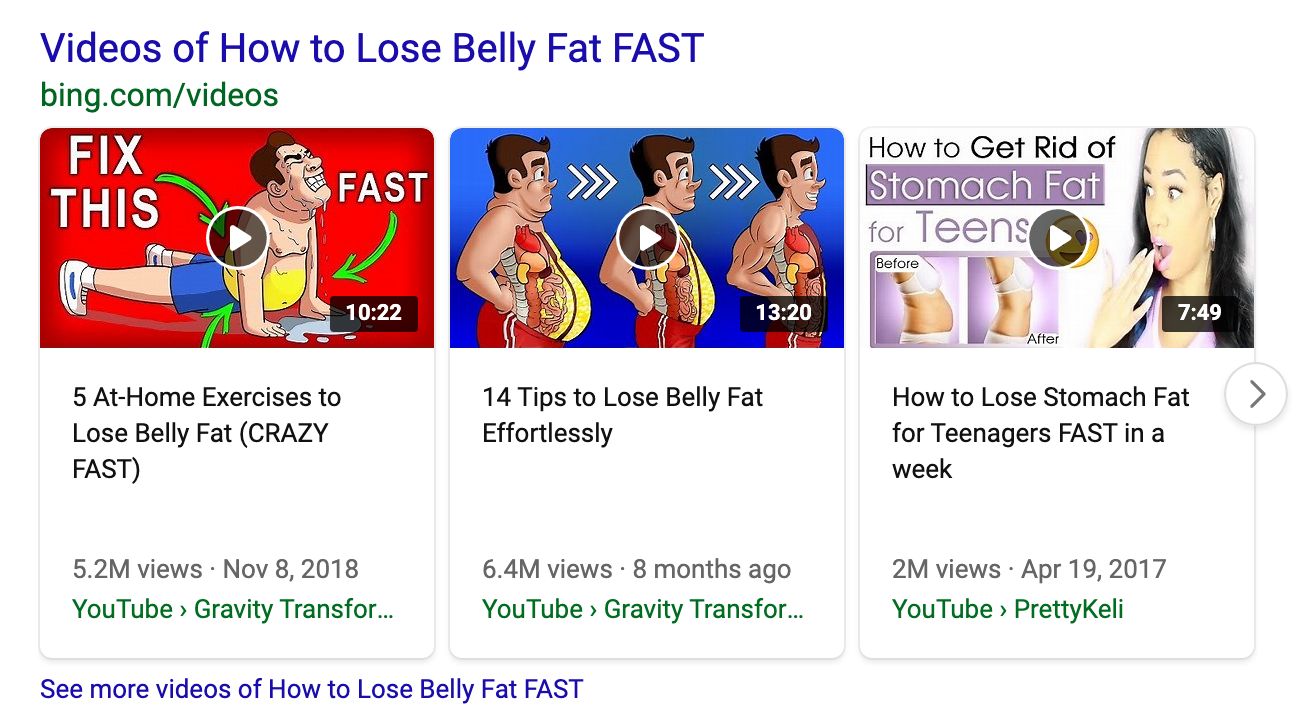 Videos of How to Lose Belly Fat FAST
bing.com/videos
FIX
THIS
FAST
10:22
5 At-Home Exercises to
Lose Belly Fat (CRAZY
FAST)
5.2M views · Nov 8, 2018
YouTube › Gravity Transfor...
13:20
14 Tips to Lose Belly Fat
Effortlessly
6.4M views · 8 months ago
YouTube › Gravity Transfor...
How to Get Rid of
Stomach Fat
for Teens
Before
After
7:49
How to Lose Stomach Fat
for Teenagers FAST in a
week
2M views · Apr 19, 2017
YouTube › PrettyKeli
See more videos of How to Lose Belly Fat FAST